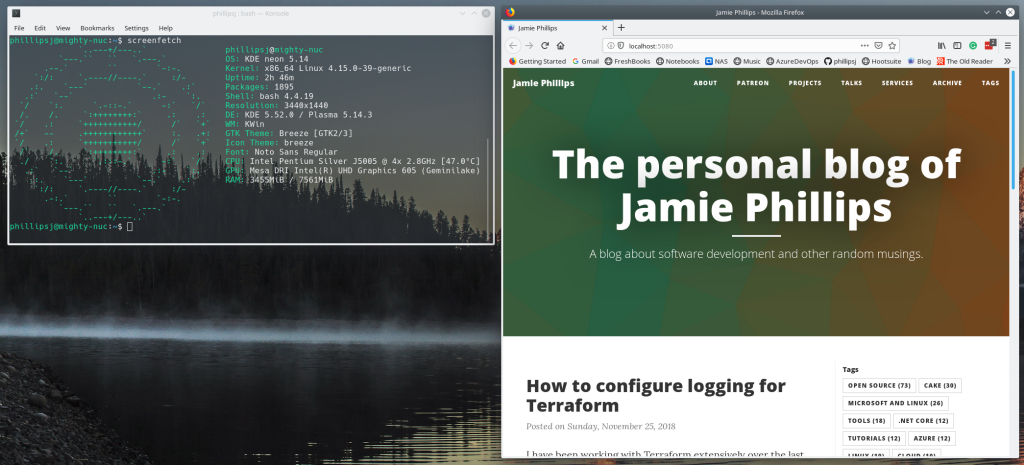 phillipsj : bash — Konsole
File Edit View Bookmarks Settings Help
phillipsj@mighty-nuc:~$ screenfetch
phillipsj@mighty-nuc
OS: KDE neon 5.14
Kernel: x86_64 Linux 4.15.0-39-generic
Uptime: 2h 46m
Packages: 1895
Shell: bash 4.4.19
Resolution: 3440x1440
DE: KDE 5.52.0 / Plasma 5.14.3
WM: KWin
GTK Theme: Breeze [GTK2/3]
Icon Theme: breeze
Font: Noto Sans Regular
CPU: Intel Pentium Silver J5005 @ 4x 2.8GHz [47.0°C]
GPU: Mesa DRI Intel(R) UHD Graphics 605 (Geminilake)
RAM: 3455MiB / 7561MiB
phillipsj@mighty-nuc:~$
Jamie Phillips - Mozilla Firefox
Jamie Phillips
localhost:5080
Getting Started Gmail FreshBooks Notebooks NAS Music AzureDevOps phillipsj Hootsuite Blog The Old Reader
Jamie Phillips ABOUT PATREON PROJECTS TALKS SERVICES ARCHIVE TAGS
The personal blog of
Jamie Phillips
A blog about software development and other random musings.
How to configure logging for
Terraform
Posted on Sunday, November 25, 2018
I have been working with Terraform extensively over the last
Tags
OPEN SOURCE (73) CAKE (30)
MICROSOFT AND LINUX (26)
TOOLS (18) .NET CORE (12)
TUTORIALS (12) AZURE (12)
LINUX (10) CLOUD (10)